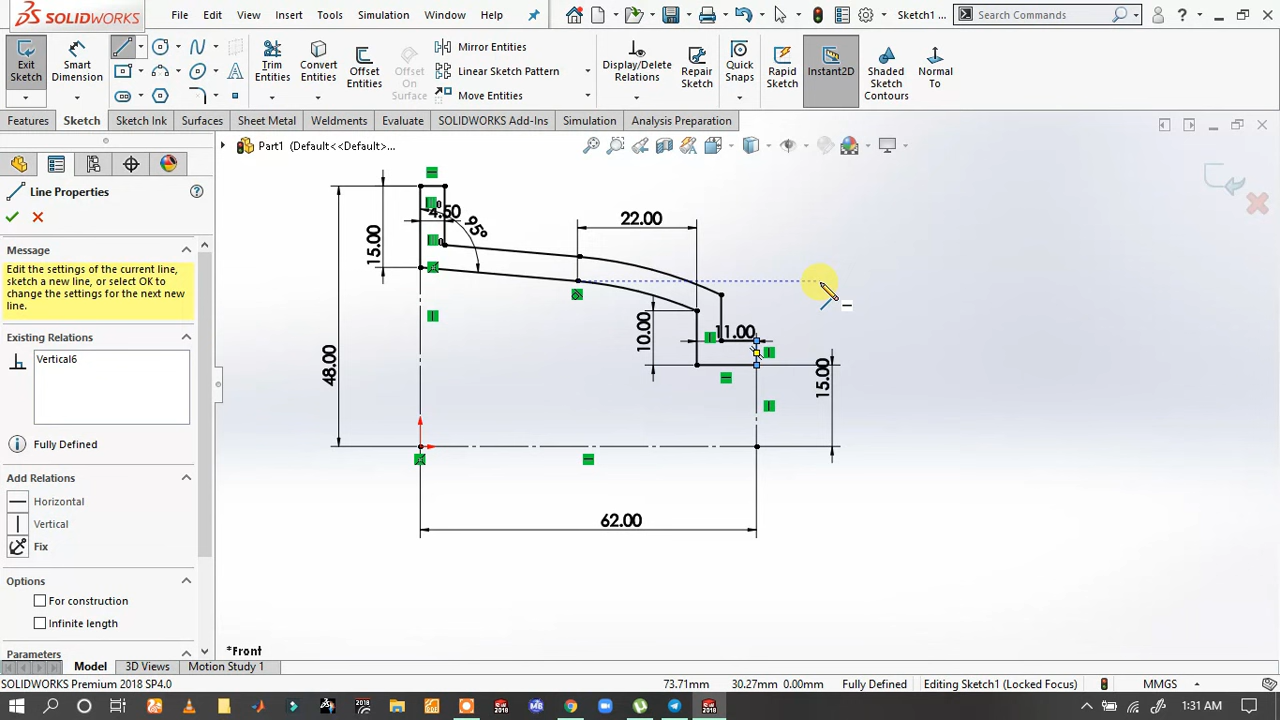 SOLIDWORKS File Edit View Insert Tools Simulation Window Help Sketch1 ... Search Commands ?
Exit Sketch
Smart Dimension
Trim Entities
Convert Entities
Offset Entities
Offset On Surface
Mirror Entities
Linear Sketch Pattern
Move Entities
Display/Delete Relations
Repair Sketch
Quick Snaps
Rapid Sketch
Instant2D
Shaded Sketch Contours
Normal To
Features Sketch Sketch Ink Surfaces Sheet Metal Weldments Evaluate SOLIDWORKS Add-Ins Simulation Analysis Preparation
Part1 (Default<<Default>...
Line Properties
Message
Edit the settings of the current line, sketch a new line, or select OK to change the settings for the next new line.
Existing Relations
Vertical6
Fully Defined
Add Relations
Horizontal
Vertical
Fix
Options
For construction
Infinite length
Parameters
4.50
95°
15.00
22.00
48.00
10.00
11.00
15.00
62.00
*Front
Model 3D Views Motion Study 1
SOLIDWORKS Premium 2018 SP4.0 73.71mm 30.27mm 0.00mm Fully Defined Editing Sketch1 (Locked Focus) MMGS
1:31 AM